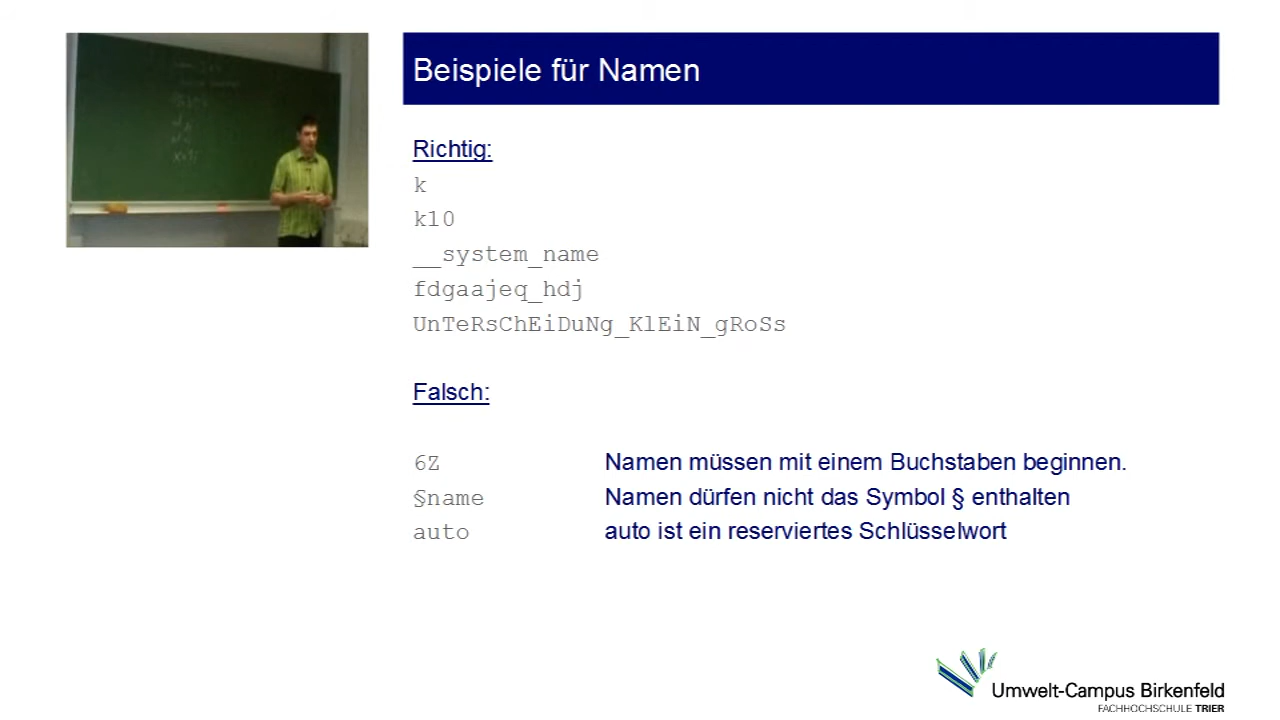 Beispiele für Namen
Richtig:
k
k10
__system_name
fdgaajeq_hdj
UnTeRsChEiDuNg_KlEiN_gRoSs
Falsch:
6Z Namen müssen mit einem Buchstaben beginnen.
§name Namen dürfen nicht das Symbol § enthalten
auto auto ist ein reserviertes Schlüsselwort
Umwelt-Campus Birkenfeld
FACHHOCHSCHULE TRIER